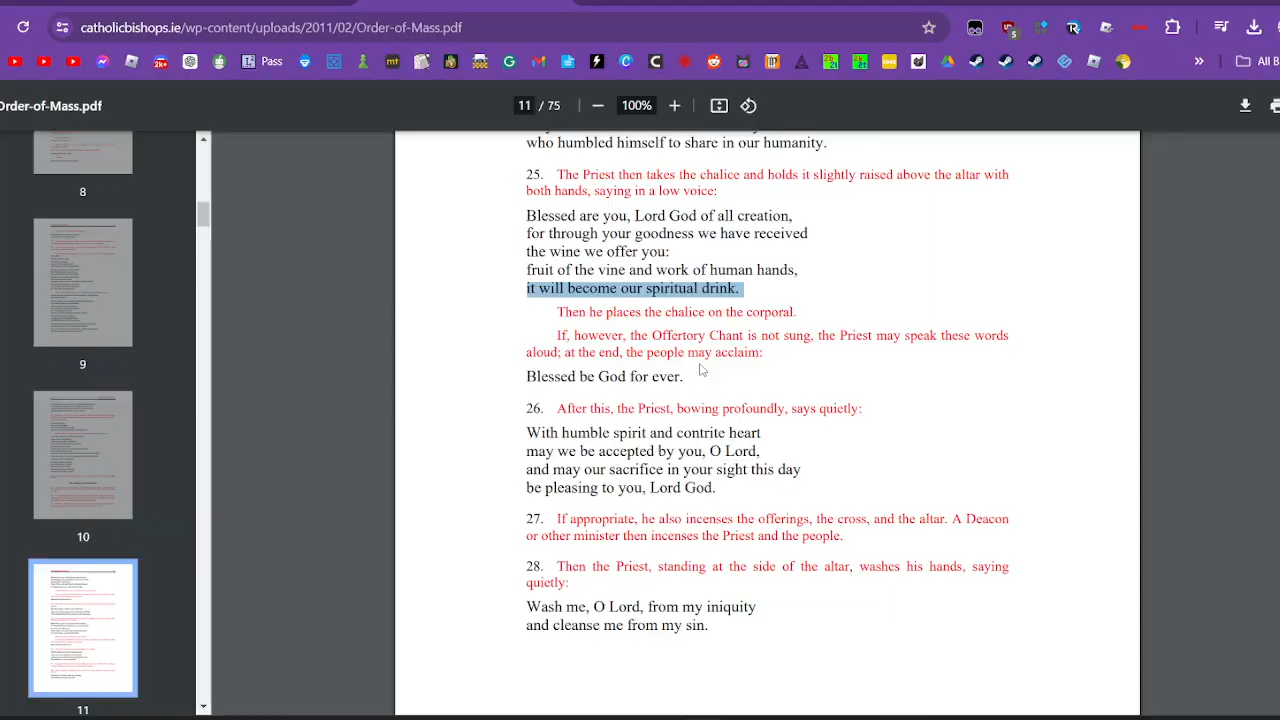 catholicbishops.ie/wp-content/uploads/2011/02/Order-of-Mass.pdf
Pass
All B
Order-of-Mass.pdf
11 / 75
100%
8
9
10
11
who humbled himself to share in our humanity.
25. The Priest then takes the chalice and holds it slightly raised above the altar with
both hands, saying in a low voice:
Blessed are you, Lord God of all creation,
for through your goodness we have received
the wine we offer you:
fruit of the vine and work of human hands,
it will become our spiritual drink.
Then he places the chalice on the corporal.
If, however, the Offertory Chant is not sung, the Priest may speak these words
aloud; at the end, the people may acclaim:
Blessed be God for ever.
26. After this, the Priest, bowing profoundly, says quietly:
With humble spirit and contrite heart
may we be accepted by you, O Lord,
and may our sacrifice in your sight this day
be pleasing to you, Lord God.
27. If appropriate, he also incenses the offerings, the cross, and the altar. A Deacon
or other minister then incenses the Priest and the people.
28. Then the Priest, standing at the side of the altar, washes his hands, saying
quietly:
Wash me, O Lord, from my iniquity
and cleanse me from my sin.